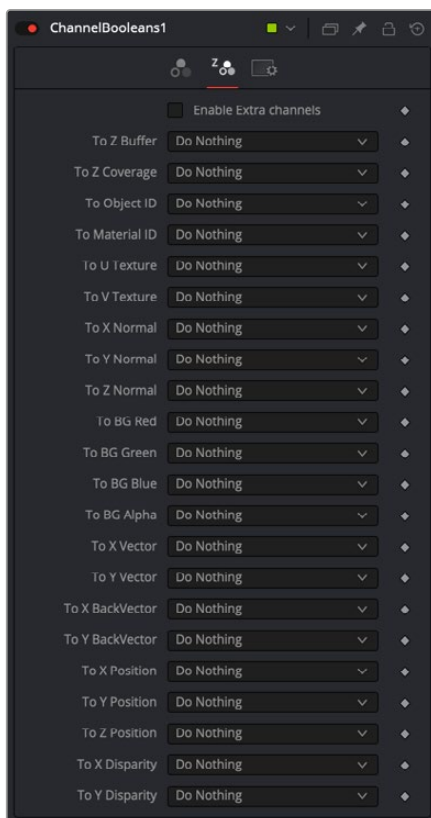 ChannelBooleans1
Z
Enable Extra channels
To Z Buffer Do Nothing
To Z Coverage Do Nothing
To Object ID Do Nothing
To Material ID Do Nothing
To U Texture Do Nothing
To V Texture Do Nothing
To X Normal Do Nothing
To Y Normal Do Nothing
To Z Normal Do Nothing
To BG Red Do Nothing
To BG Green Do Nothing
To BG Blue Do Nothing
To BG Alpha Do Nothing
To X Vector Do Nothing
To Y Vector Do Nothing
To X BackVector Do Nothing
To Y BackVector Do Nothing
To X Position Do Nothing
To Y Position Do Nothing
To Z Position Do Nothing
To X Disparity Do Nothing
To Y Disparity Do Nothing